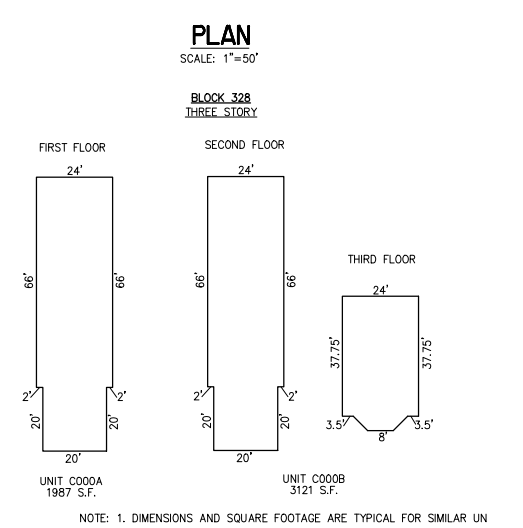 PLAN
SCALE: 1"=50'
BLOCK 328
THREE STORY
FIRST FLOOR
SECOND FLOOR
24'
24'
THIRD FLOOR
66'
66'
66'
66'
24'
37.75'
37.75'
2'
2'
2'
2'
20'
20'
20'
20'
3.5'
3.5'
8'
20'
20'
UNIT C000A
1987 S.F.
UNIT C000B
3121 S.F.
NOTE: 1. DIMENSIONS AND SQUARE FOOTAGE ARE TYPICAL FOR SIMILAR UN